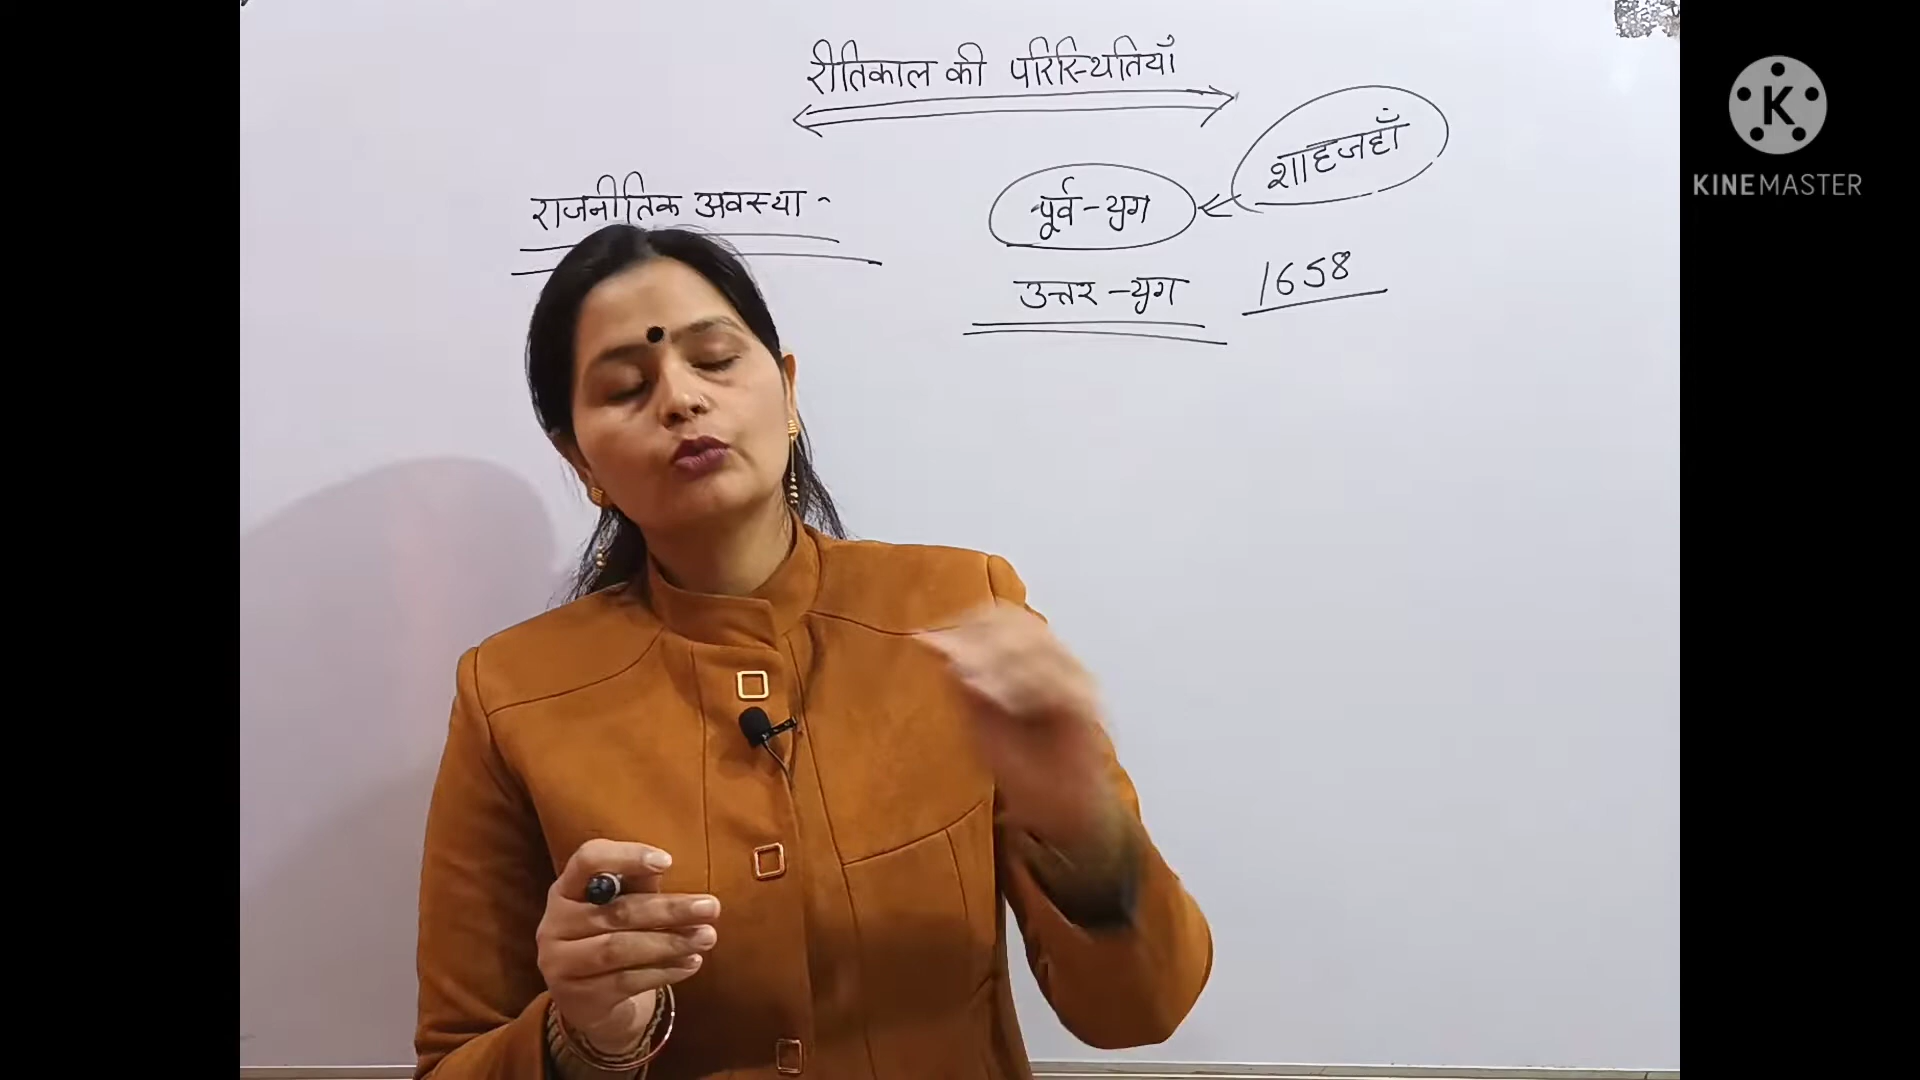 रीतिकाल की परिस्थितियाँ
शाहजहाँ
राजनीतिक अवस्था -
पूर्व-युग
उत्तर-युग
1658
K
KINEMASTER